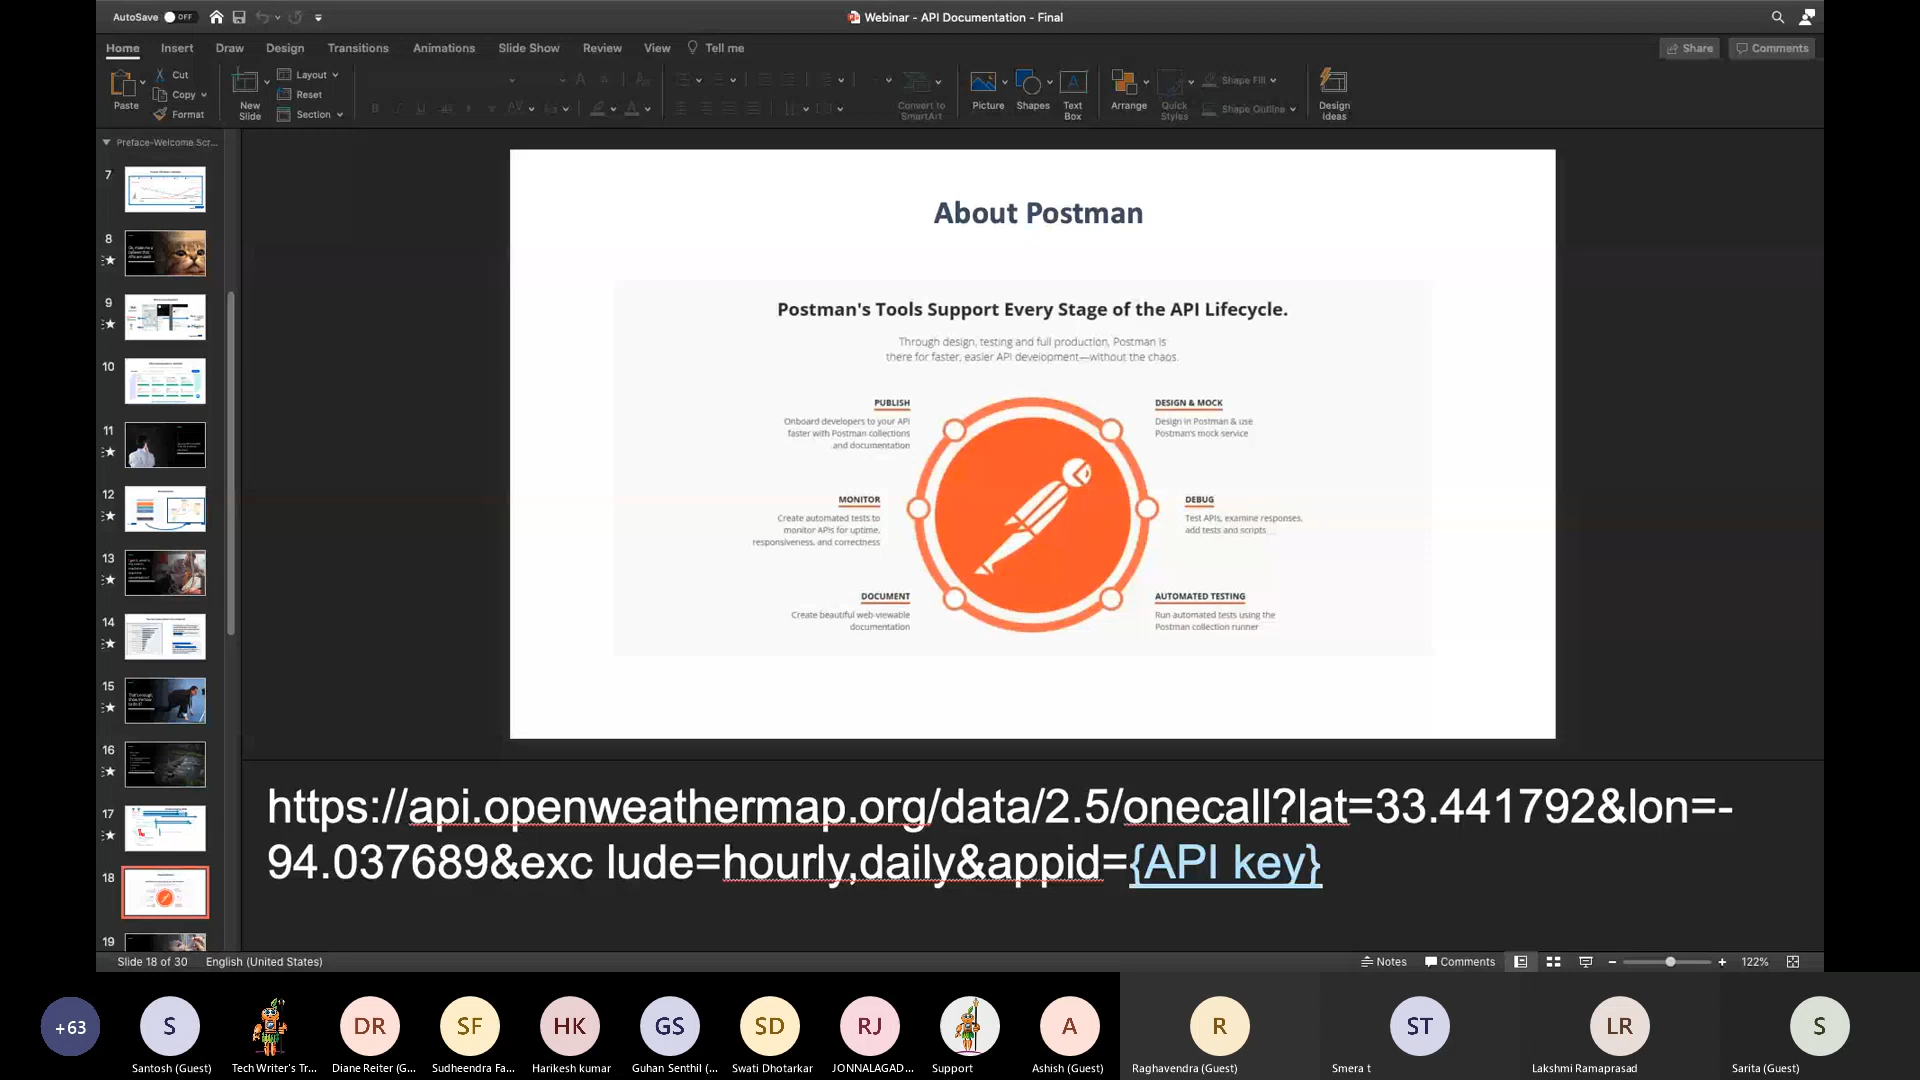 AutoSave OFF
Webinar - API Documentation - Final
Home Insert Draw Design Transitions Animations Slide Show Review View Tell me
Share Comments
Paste Cut Copy Format
New Slide Layout Reset Section
Convert to SmartArt
Picture Shapes Text Box
Arrange Quick Styles Shape Fill Shape Outline
Design Ideas
Preface-Welcome Scr...
7
8
9
10
11
12
13
14
15
16
17
18
19
About Postman
Postman's Tools Support Every Stage of the API Lifecycle.
Through design, testing and full production, Postman is
there for faster, easier API development—without the chaos.
PUBLISH
Onboard developers to your API
faster with Postman collections
and documentation
DESIGN & MOCK
Design in Postman & use
Postman's mock service
MONITOR
Create automated tests to
monitor APIs for uptime,
responsiveness, and correctness
DEBUG
Test APIs, examine responses,
add tests and scripts
DOCUMENT
Create beautiful web-viewable
documentation
AUTOMATED TESTING
Run automated tests using the
Postman collection runner
https://api.openweathermap.org/data/2.5/onecall?lat=33.441792&lon=-
94.037689&exc lude=hourly,daily&appid={API key}
Slide 18 of 30 English (United States)
Notes Comments 122%
+63 S DR SF HK GS SD RJ A R ST LR S
Santosh (Guest) Tech Writer's Tr... Diane Reiter (G... Sudheendra Fa... Harikesh kumar Guhan Senthil (... Swati Dhotarkar JONNALAGAD... Support Ashish (Guest) Raghavendra (Guest) Smera t Lakshmi Ramaprasad Sarita (Guest)